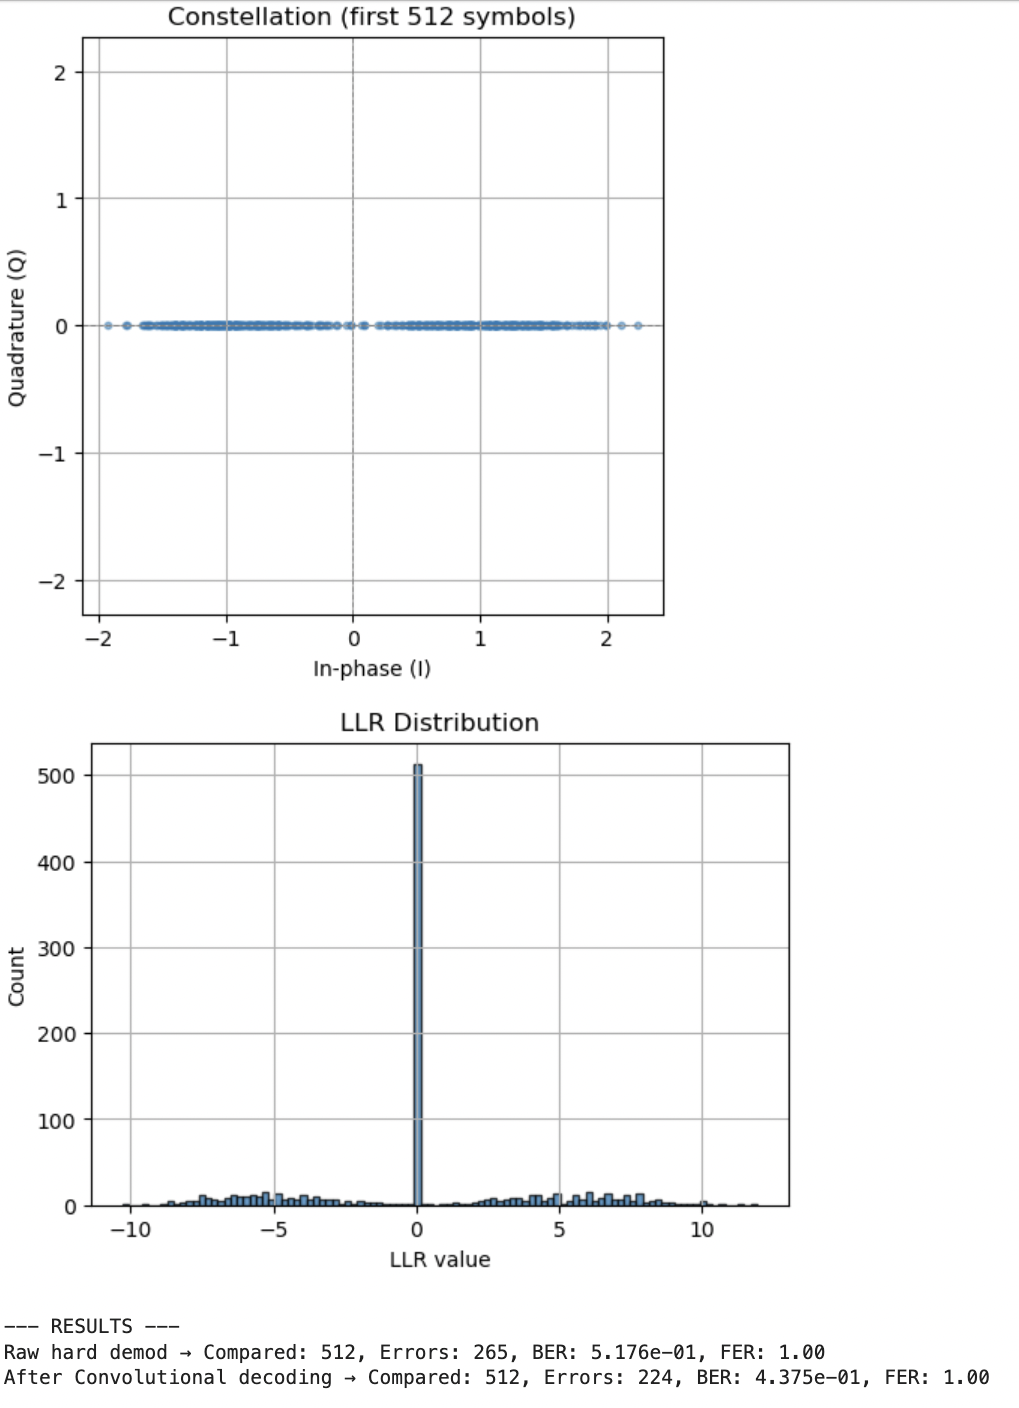 Constellation (first 512 symbols)
2
1
0
−1
−2
Quadrature (Q)
−2 −1 0 1 2
In-phase (I)
LLR Distribution
500
400
300
200
100
0
Count
−10 −5 0 5 10
LLR value
--- RESULTS ---
Raw hard demod → Compared: 512, Errors: 265, BER: 5.176e-01, FER: 1.00
After Convolutional decoding → Compared: 512, Errors: 224, BER: 4.375e-01, FER: 1.00